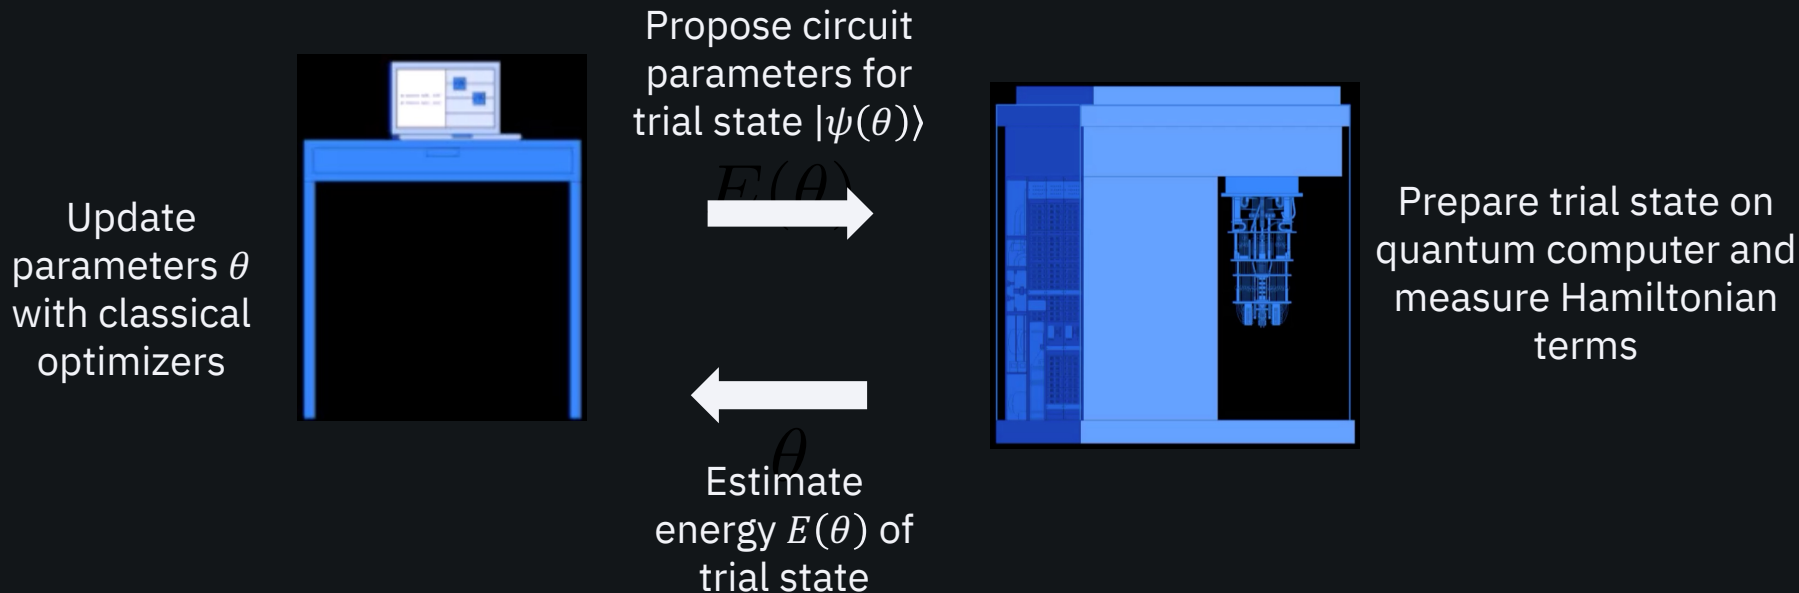 Propose circuit
parameters for
trial state |ψ(θ)⟩
E(θ)
Update
parameters θ
with classical
optimizers
Prepare trial state on
quantum computer and
measure Hamiltonian
terms
θ
Estimate
energy E(θ) of
trial state